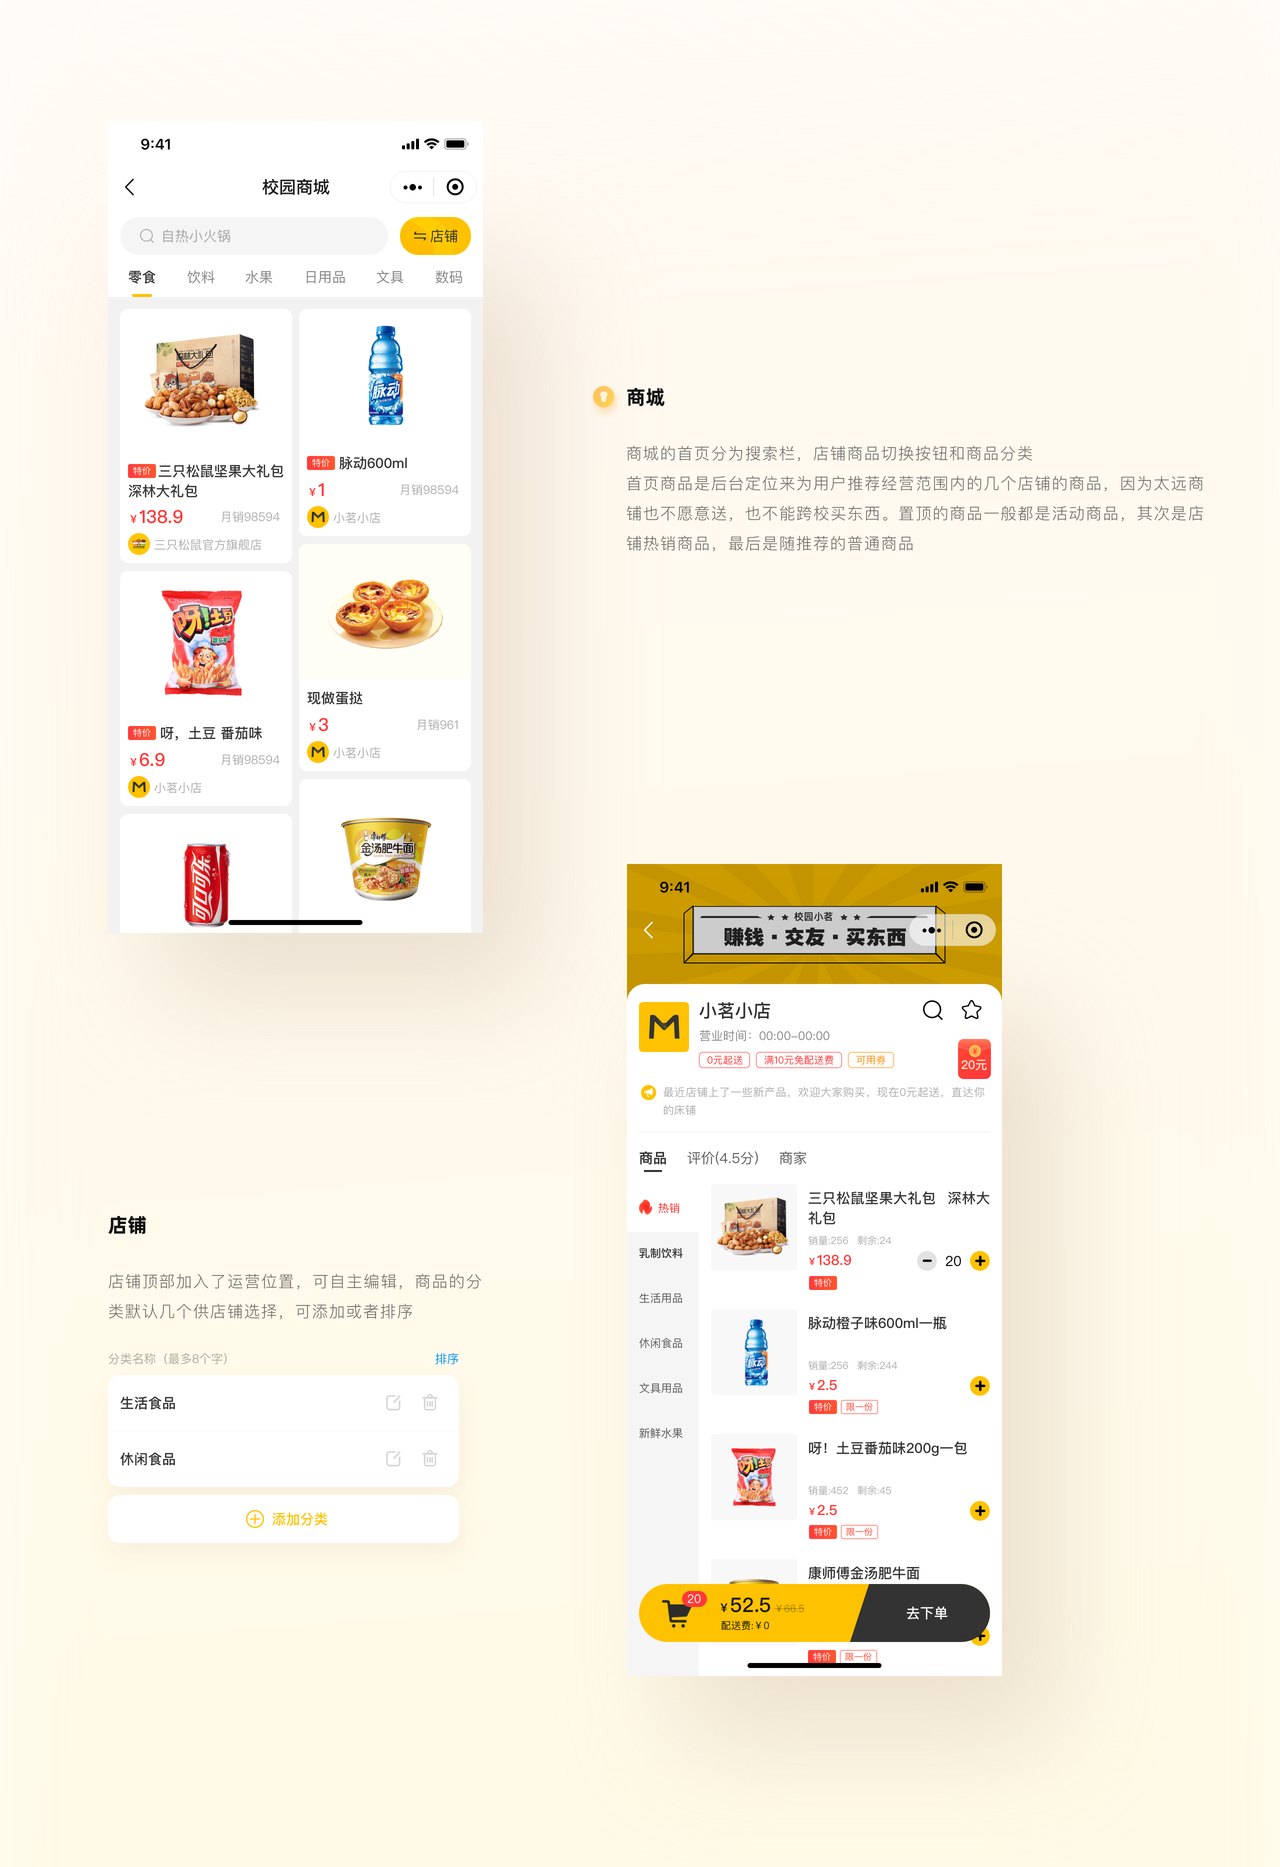 9:41
校园商城
自热小火锅
店铺
零食 饮料 水果 日用品 文具 数码
特价 三只松鼠坚果大礼包
深林大礼包
¥138.9 月销98594
三只松鼠官方旗舰店
脉动
特价 脉动600ml
¥1 月销98594
小茗小店
呀!土豆
特价 呀，土豆 番茄味
¥6.9 月销98594
小茗小店
现做蛋挞
¥3 月销961
小茗小店
可口可乐
康师傅
金汤肥牛面
商城
商城的首页分为搜索栏，店铺商品切换按钮和商品分类
首页商品是后台定位来为用户推荐经营范围内的几个店铺的商品，因为太远商
铺也不愿意送，也不能跨校买东西。置顶的商品一般都是活动商品，其次是店
铺热销商品，最后是随推荐的普通商品
店铺
店铺顶部加入了运营位置，可自主编辑，商品的分
类默认几个供店铺选择，可添加或者排序
分类名称（最多8个字） 排序
生活食品
休闲食品
添加分类
9:41
校园小茗
赚钱·交友·买东西
小茗小店
营业时间：00:00-00:00
0元起送 满10元免配送费 可用券
¥
20元
最近店铺上了一些新产品，欢迎大家购买，现在0元起送，直达你
的床铺
商品 评价(4.5分) 商家
热销
乳制饮料
生活用品
休闲食品
文具用品
新鲜水果
三只松鼠坚果大礼包 深林大
礼包
销量:256 剩余:24
¥138.9 20
特价
脉动
脉动橙子味600ml一瓶
销量:256 剩余:244
¥2.5
特价 限一份
呀!土豆
呀！土豆番茄味200g一包
销量:452 剩余:45
¥2.5
特价 限一份
康师傅金汤肥牛面
20
¥52.5 ¥66.5
配送费:¥0
去下单
特价 限一份